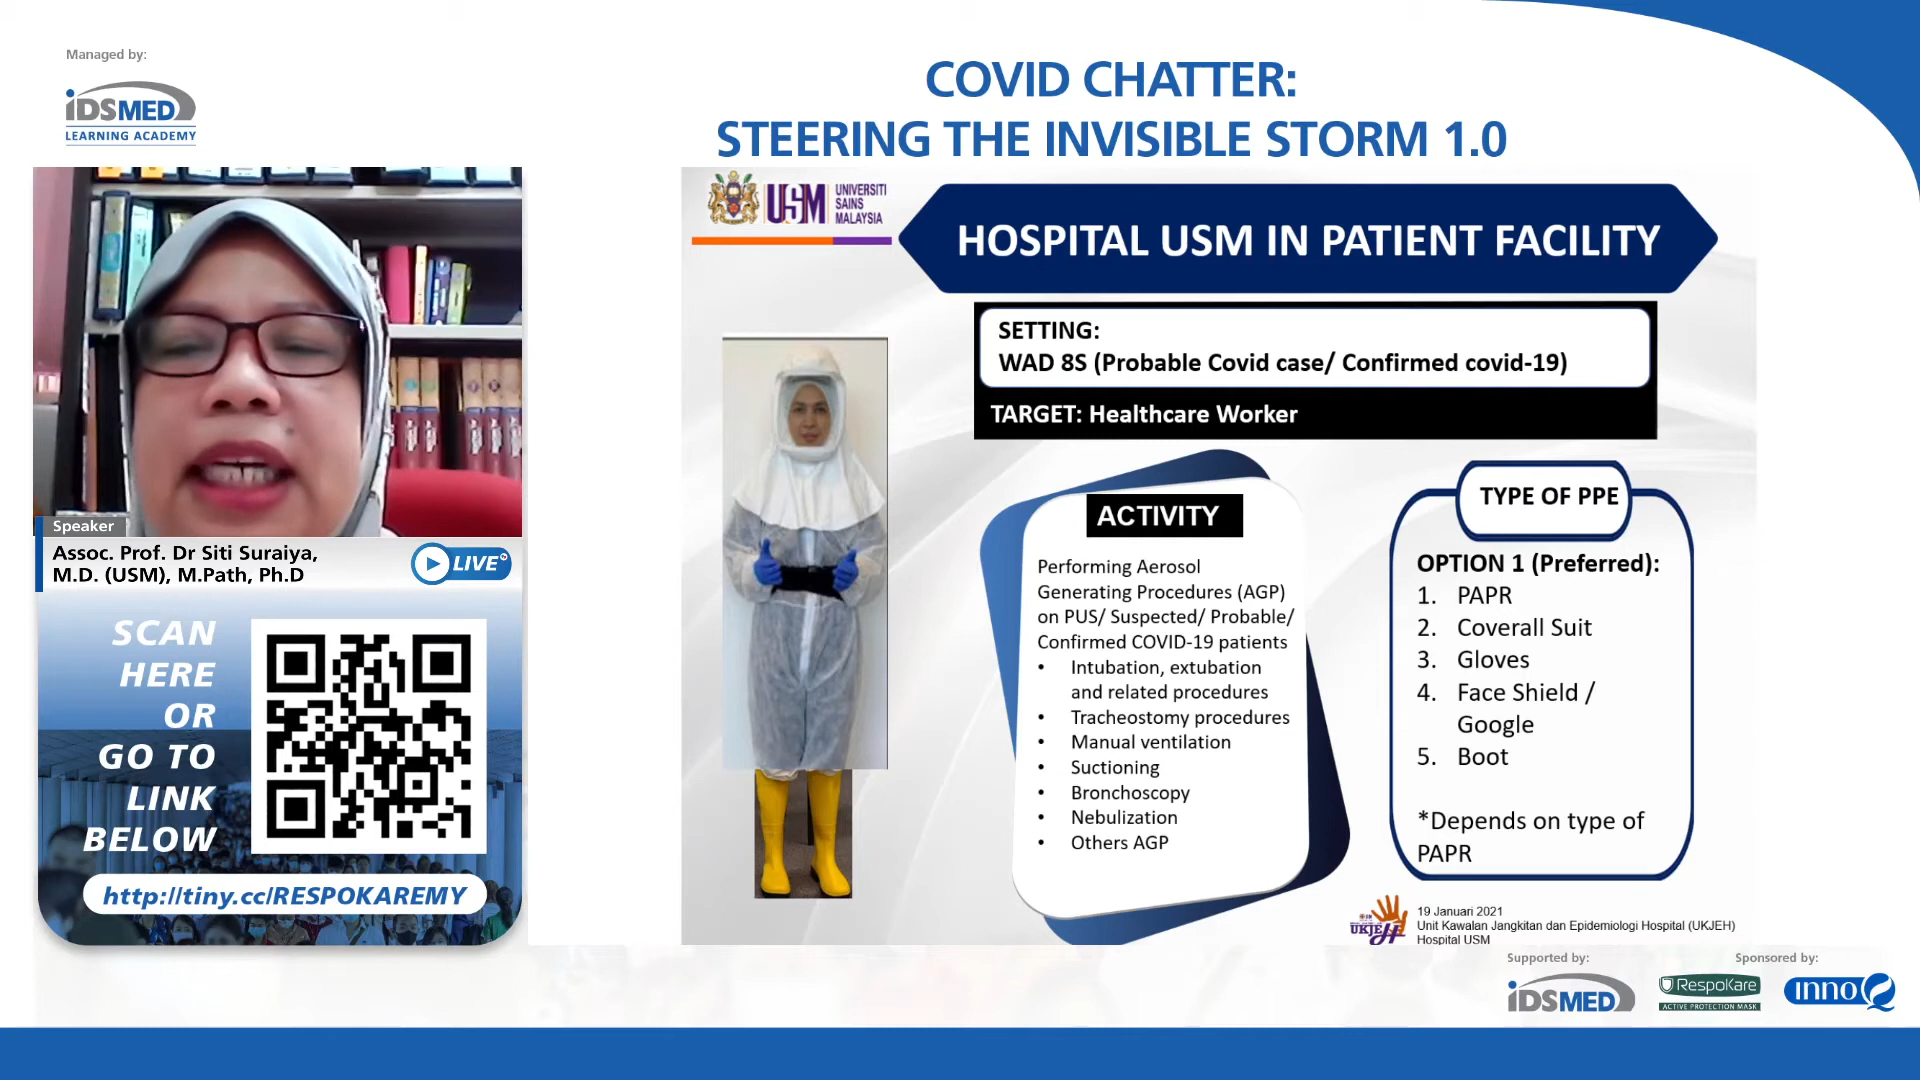 Managed by:
iDSMED
LEARNING ACADEMY
COVID CHATTER:
STEERING THE INVISIBLE STORM 1.0
USM
UNIVERSITI
SAINS
MALAYSIA
HOSPITAL USM IN PATIENT FACILITY
SETTING:
WAD 8S (Probable Covid case/ Confirmed covid-19)
TARGET: Healthcare Worker
ACTIVITY
Performing Aerosol
Generating Procedures (AGP)
on PUS/ Suspected/ Probable/
Confirmed COVID-19 patients
• Intubation, extubation
and related procedures
• Tracheostomy procedures
• Manual ventilation
• Suctioning
• Bronchoscopy
• Nebulization
• Others AGP
TYPE OF PPE
OPTION 1 (Preferred):
1. PAPR
2. Coverall Suit
3. Gloves
4. Face Shield /
Google
5. Boot
*Depends on type of
PAPR
UKJEH
19 Januari 2021
Unit Kawalan Jangkitan dan Epidemiologi Hospital (UKJEH)
Hospital USM
Speaker
Assoc. Prof. Dr Siti Suraiya,
M.D. (USM), M.Path, Ph.D
LIVE
SCAN
HERE
OR
GO TO
LINK
BELOW
http://tiny.cc/RESPOKAREMY
Supported by:
iDSMED
Sponsored by:
RespoKare
ACTIVE PROTECTION MASK
innoQ